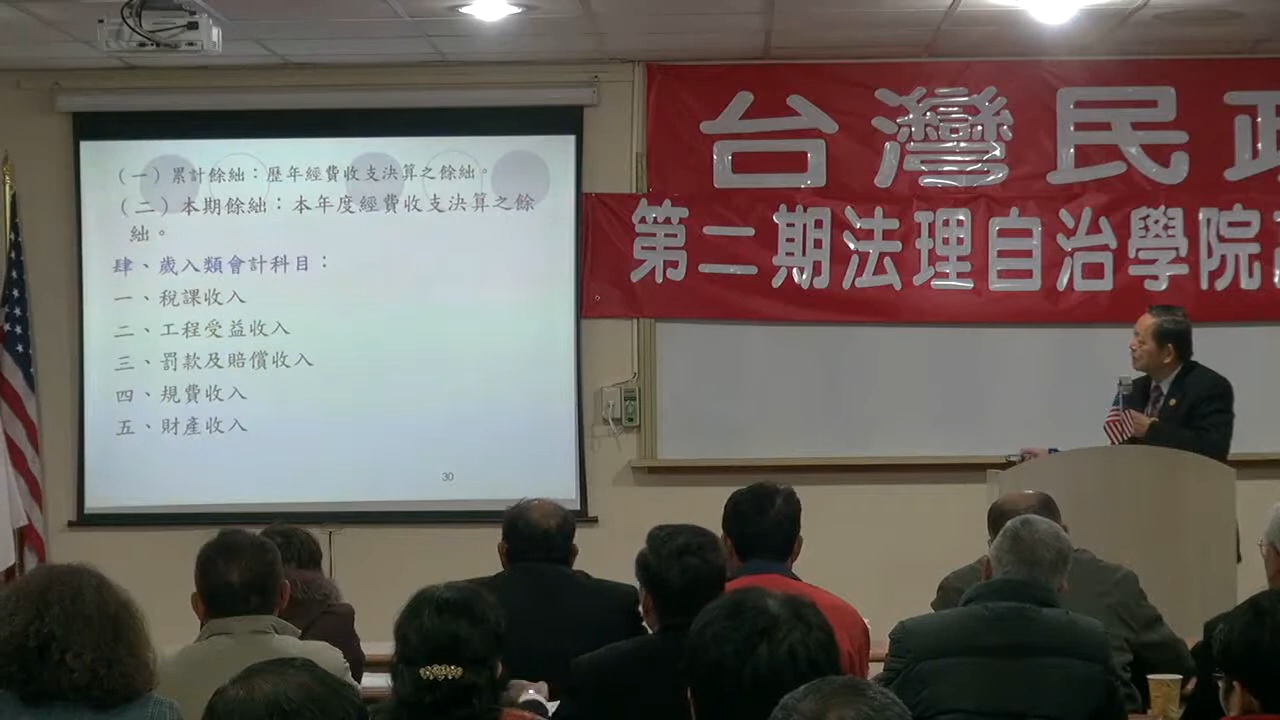 （一）累計餘絀：歷年經費收支決算之餘絀。
（二）本期餘絀：本年度經費收支決算之餘
絀。
肆、歲入類會計科目：
一、稅課收入
二、工程受益收入
三、罰款及賠償收入
四、規費收入
五、財產收入
30
台灣民政
第二期法理自治學院